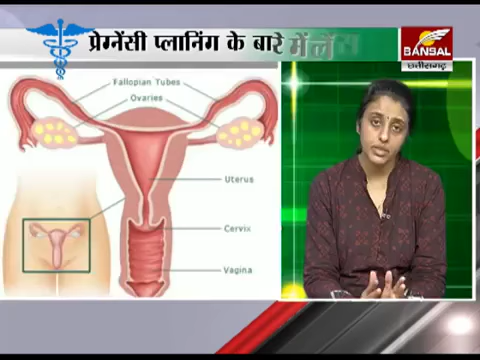 प्रेग्नेंसी प्लानिंग के बारे में लें
BANSAL
छत्तीसगढ़
Fallopian Tubes
Ovaries
Uterus
Cervix
Vagina